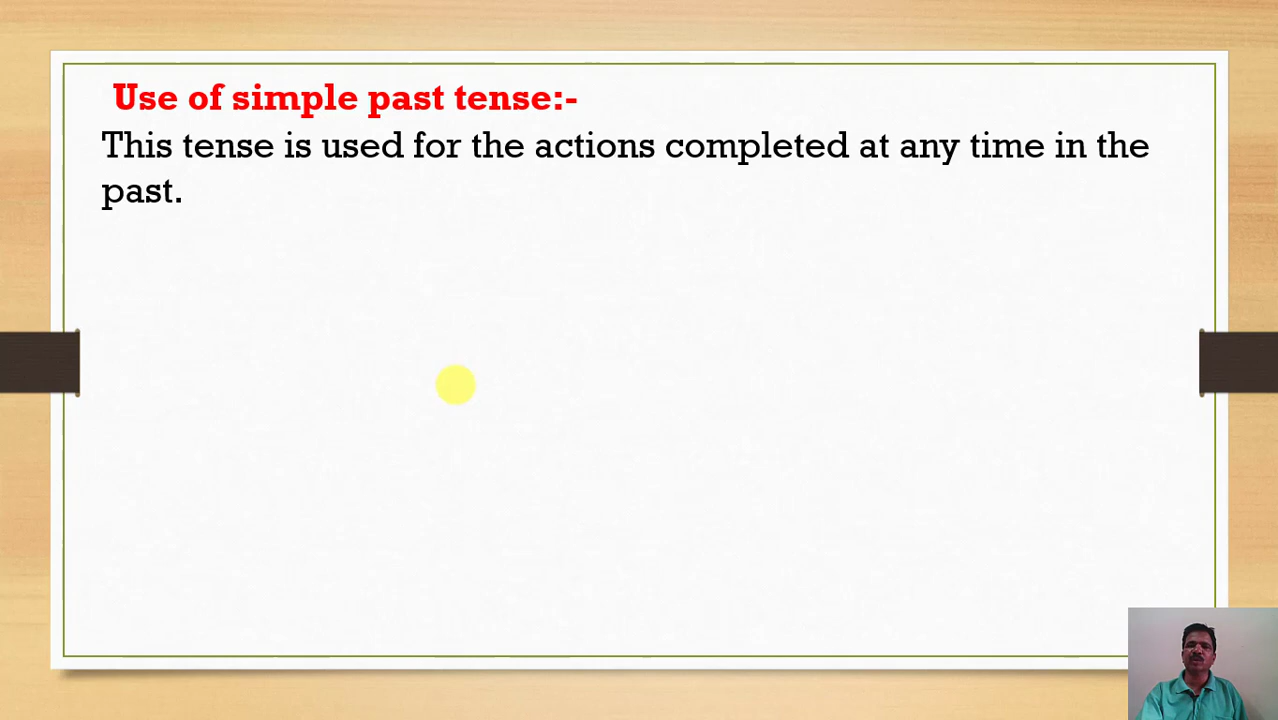 Use of simple past tense:-
This tense is used for the actions completed at any time in the
past.